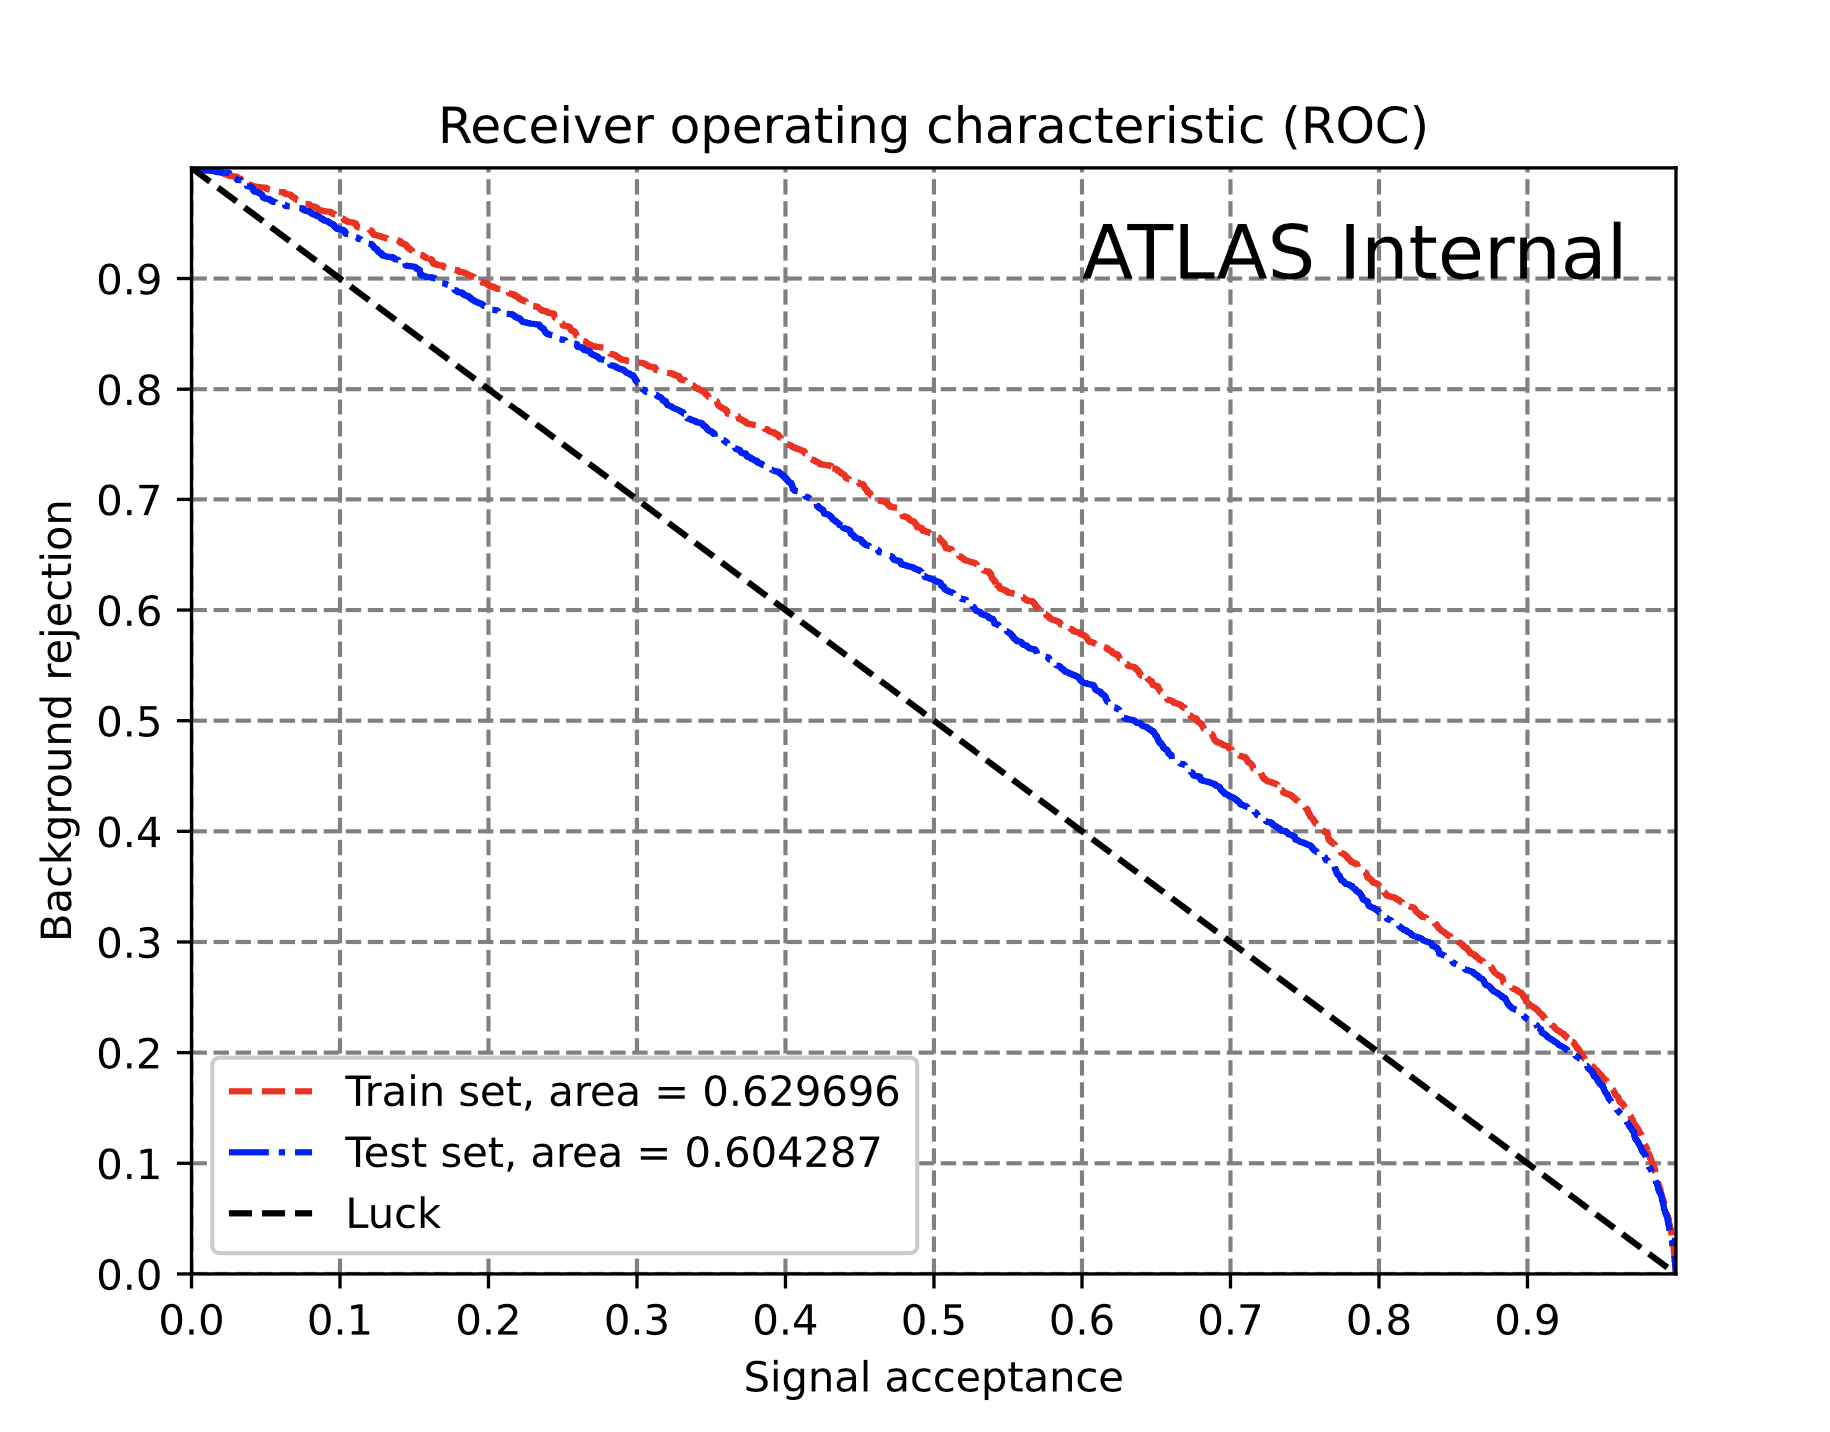 Receiver operating characteristic (ROC)
ATLAS Internal
Background rejection
0.9
0.8
0.7
0.6
0.5
0.4
0.3
0.2
0.1
0.0
Train set, area = 0.629696
Test set, area = 0.604287
Luck
0.0 0.1 0.2 0.3 0.4 0.5 0.6 0.7 0.8 0.9
Signal acceptance